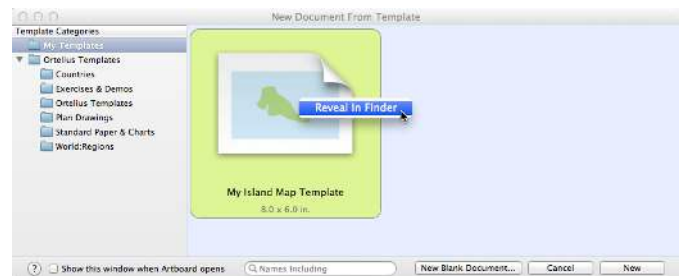 New Document From Template
Template Categories
My Templates
Ortelius Templates
Countries
Exercises & Demos
Ortelius Templates
Plan Drawings
Standard Paper & Charts
World:Regions
Reveal In Finder
My Island Map Template
8.0 x 6.0 in.
? Show this window when Artboard opens
Names Including
New Blank Document...
Cancel
New